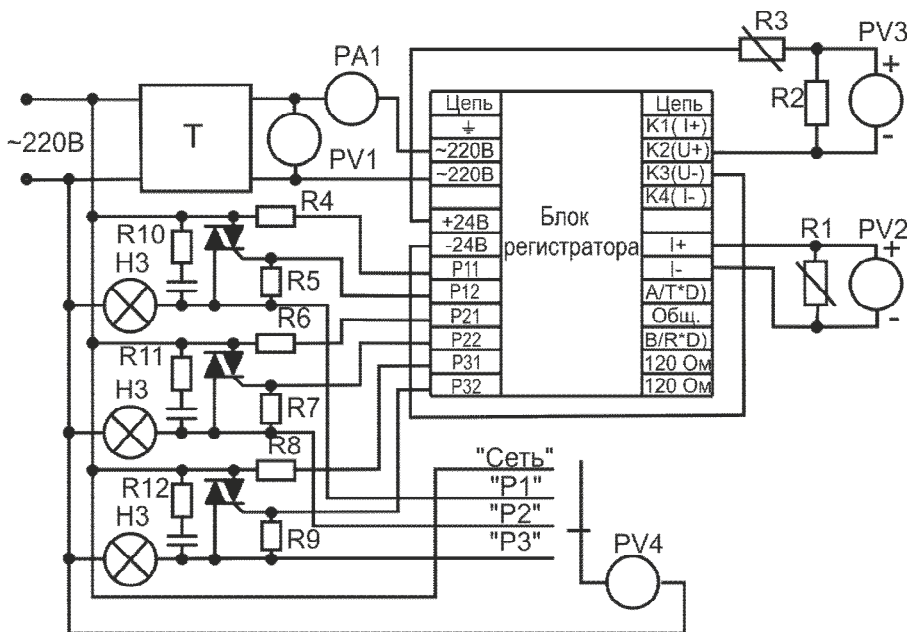 R3
PV3
+
R2
-
PA1
T
~220В
PV1
Цепь
~220В
~220В
+24В
-24В
P11
P12
P21
P22
P31
P32
Блок
регистратора
Цепь
K1( I+)
K2(U+)
K3(U-)
K4( I-)
I+
I-
A/T*D)
Общ.
B/R*D)
120 Ом
120 Ом
R1
PV2
+
-
R4
R10
H3
R5
R6
R11
H3
R7
R8
R12
H3
R9
"Сеть"
"P1"
"P2"
"P3"
PV4